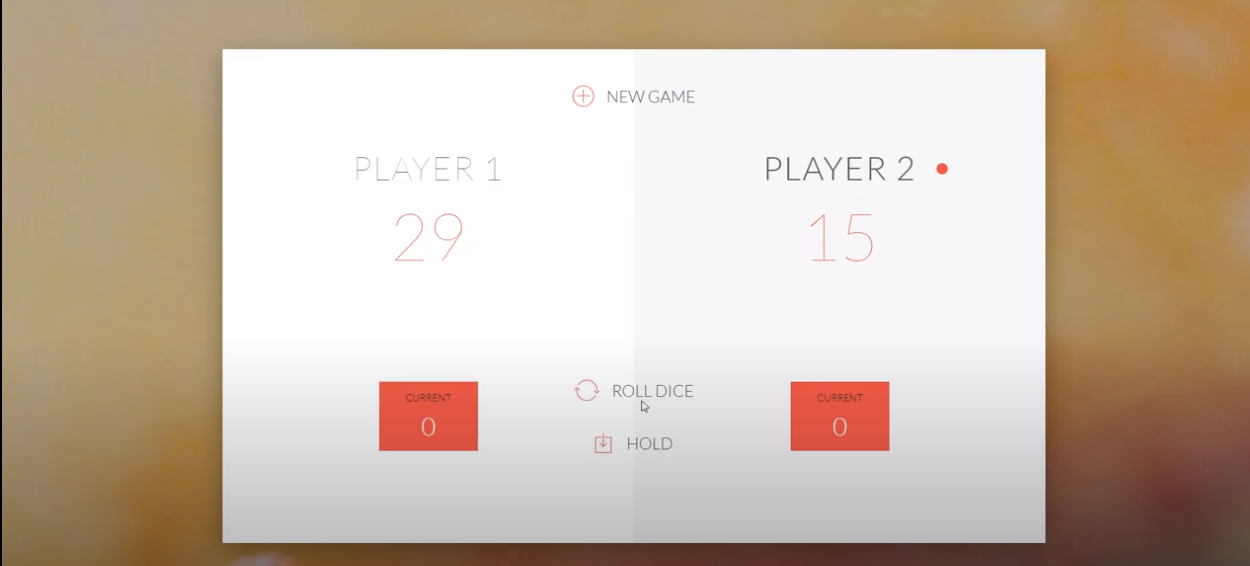 NEW GAME
PLAYER 1
29
PLAYER 2
15
CURRENT
0
ROLL DICE
HOLD
CURRENT
0